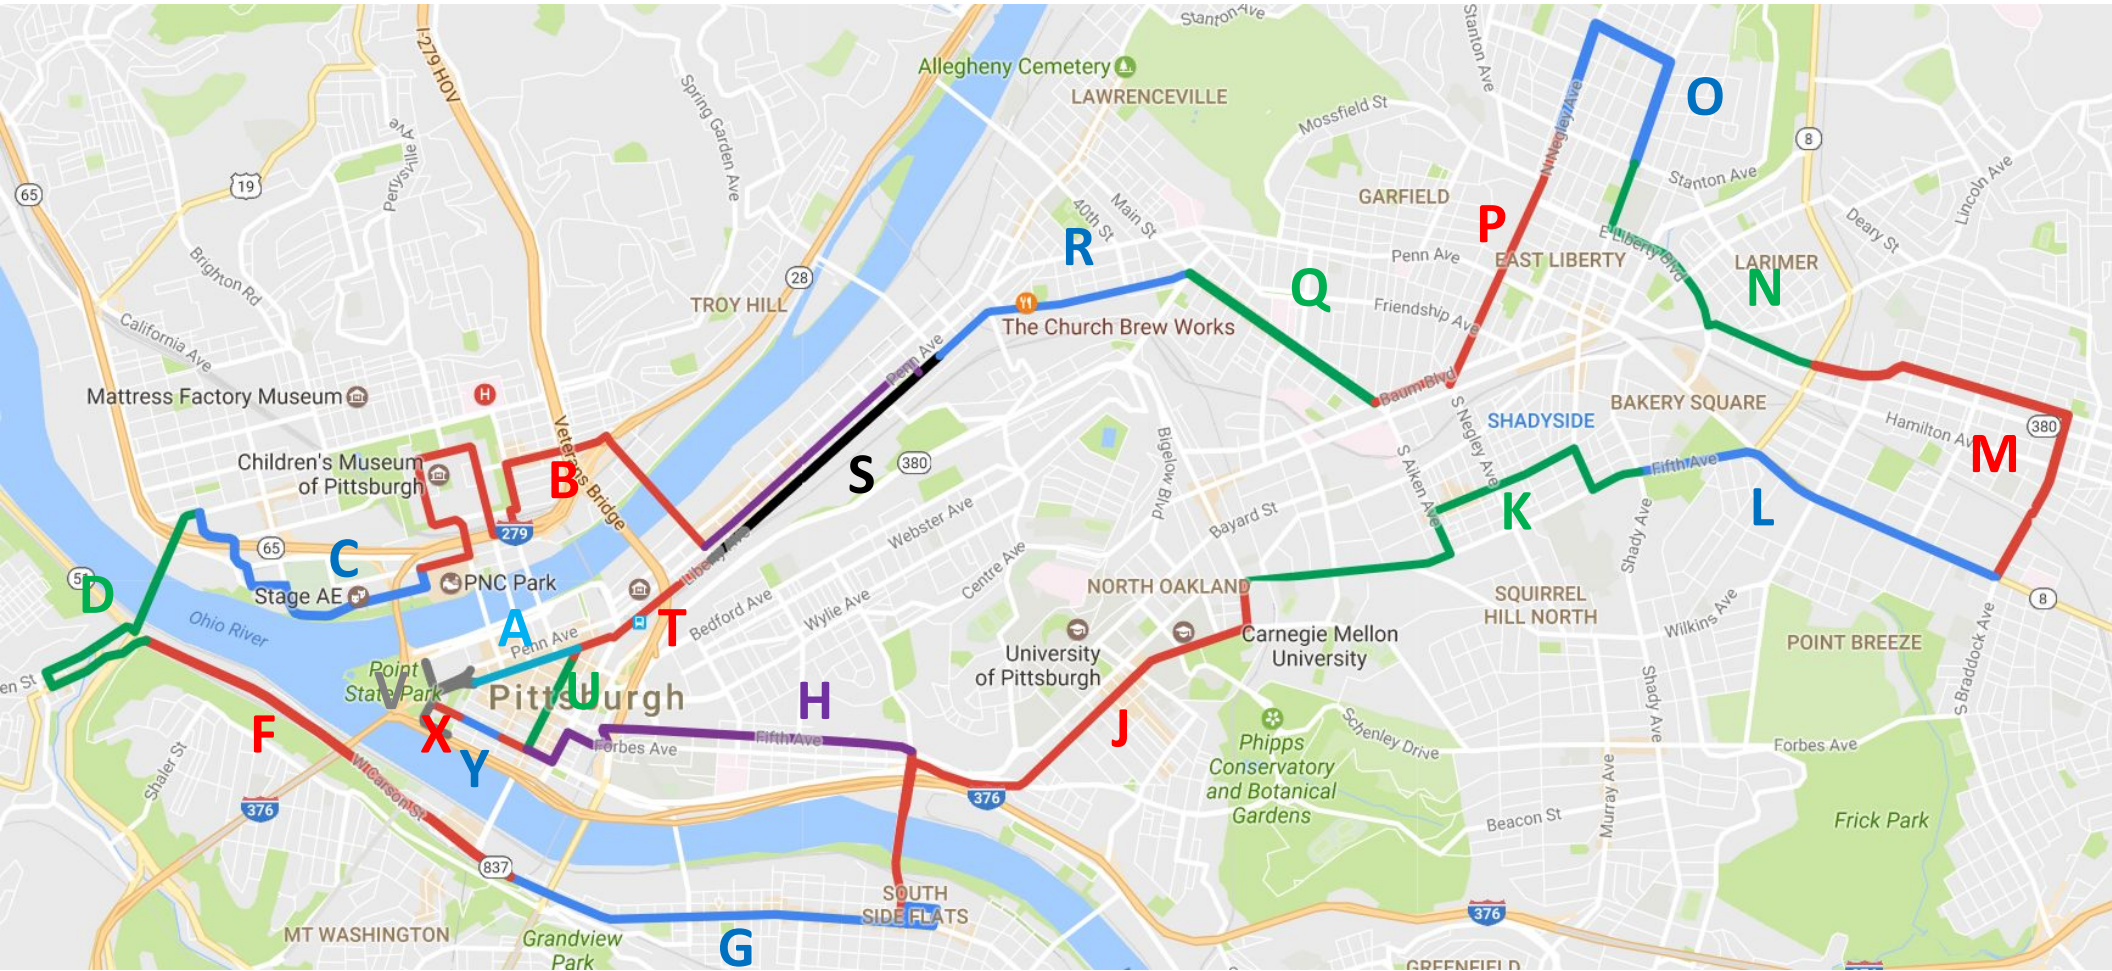 Stanton Ave
I-279 HOV
Stanton Ave
Allegheny Cemetery
LAWRENCEVILLE
O
Spring Garden Ave
Mossfield St
N Negley Ave
8
19
65
Perrysville Ave
Stanton Ave
Lincoln Ave
GARFIELD
40th St
Main St
P
Deary St
R
E Liberty Blvd
Penn Ave
EAST LIBERTY
LARIMER
Brighton Rd
28
Q
N
TROY HILL
Friendship Ave
The Church Brew Works
California Ave
Penn Ave
Baum Blvd
Mattress Factory Museum
H
BAKERY SQUARE
SHADYSIDE
S Negley Ave
Hamilton Av
380
Veterans Bridge
Children's Museum
of Pittsburgh
B
S
380
Bigelow Blvd
S Aiken Ave
Fifth Ave
M
K
L
279
Webster Ave
Bayard St
Liberty Ave
Shady Ave
65
C
Centre Ave
D
Stage AE
PNC Park
NORTH OAKLAND
SQUIRREL
HILL NORTH
8
Bedford Ave
Wylie Ave
Ohio River
A
T
Penn Ave
University
of Pittsburgh
Carnegie Mellon
University
Wilkins Ave
POINT BREEZE
S Braddock Ave
Point
State Park
V
Pittsburgh
U
H
Shady Ave
en St
F
X
Y
Forbes Ave
Fifth Ave
J
Schenley Drive
Forbes Ave
Phipps
Conservatory
and Botanical
Gardens
Shaler St
W Carson St
376
376
Murray Ave
Beacon St
Frick Park
837
SOUTH
SIDE FLATS
376
MT WASHINGTON
Grandview
Park
G
GREENFIELD